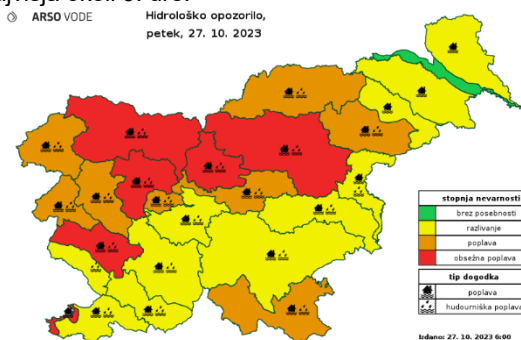 ARSO VODE
Hidrološko opozorilo,
petek, 27. 10. 2023
stopnja nevarnosti
brez posebnosti
razlivanje
poplava
obsežna poplava
tip dogodka
poplava
hudourniška poplava
Izdano: 27. 10. 2023 6:00